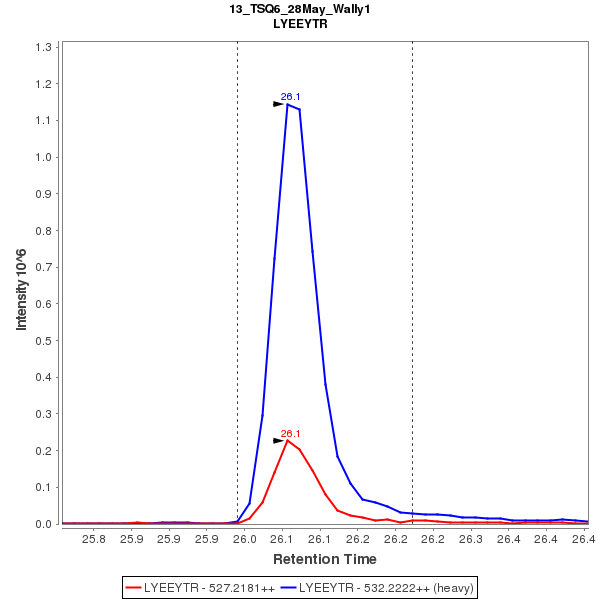 13_TSQ6_28May_Wally1
LYEEYTR
1.3
1.2
1.1
1.0
0.9
0.8
0.7
0.6
0.5
0.4
0.3
0.2
0.1
0.0
Intensity 10^6
26.1
26.1
25.8 25.9 25.9 25.9 26.0 26.1 26.1 26.2 26.2 26.2 26.3 26.4 26.4 26.4
Retention Time
LYEEYTR - 527.2181++ LYEEYTR - 532.2222++ (heavy)